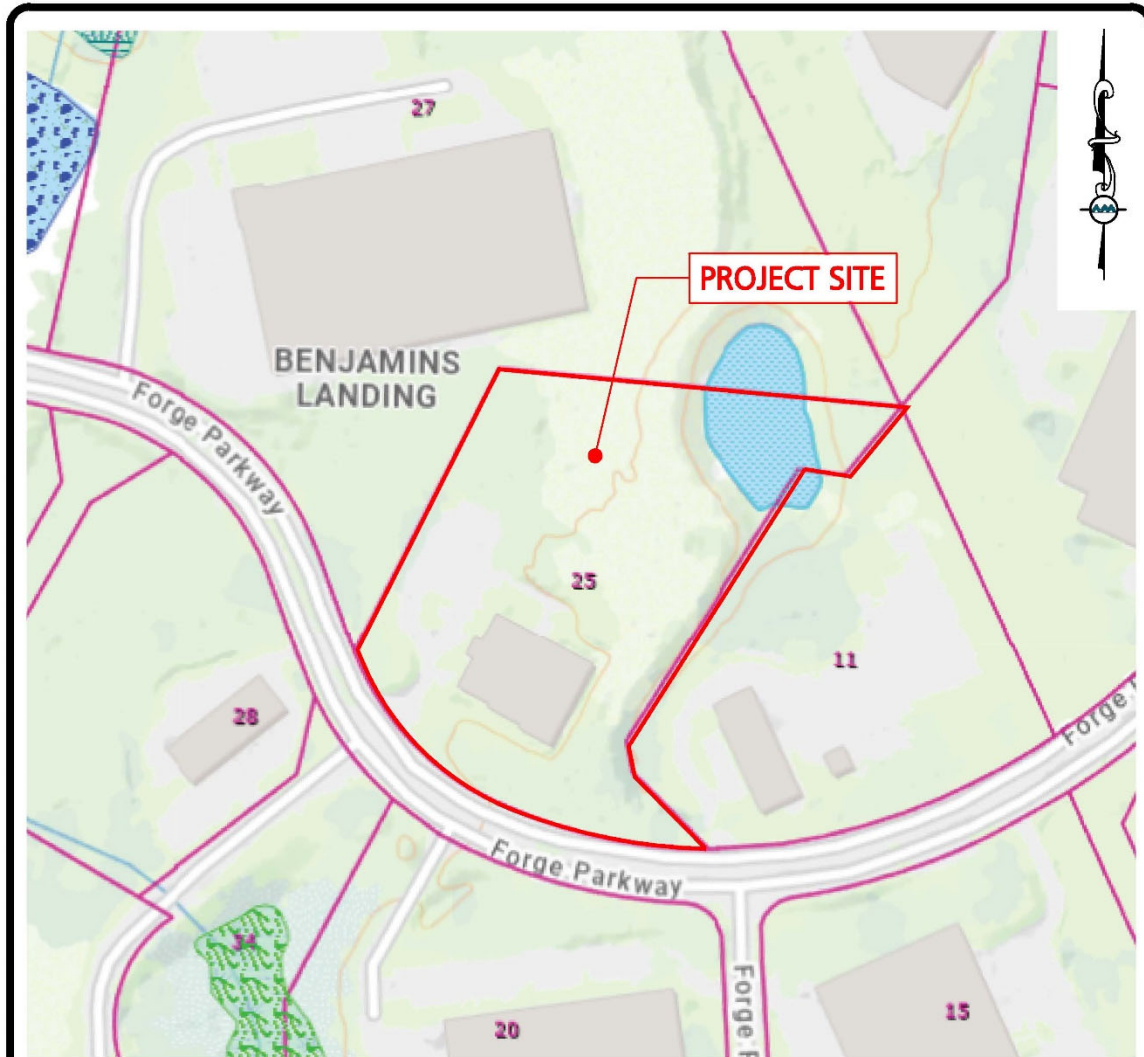 27
PROJECT SITE
BENJAMINS
LANDING
Forge Parkway
25
11
28
Forge
Forge Parkway
34
20
15
Forge